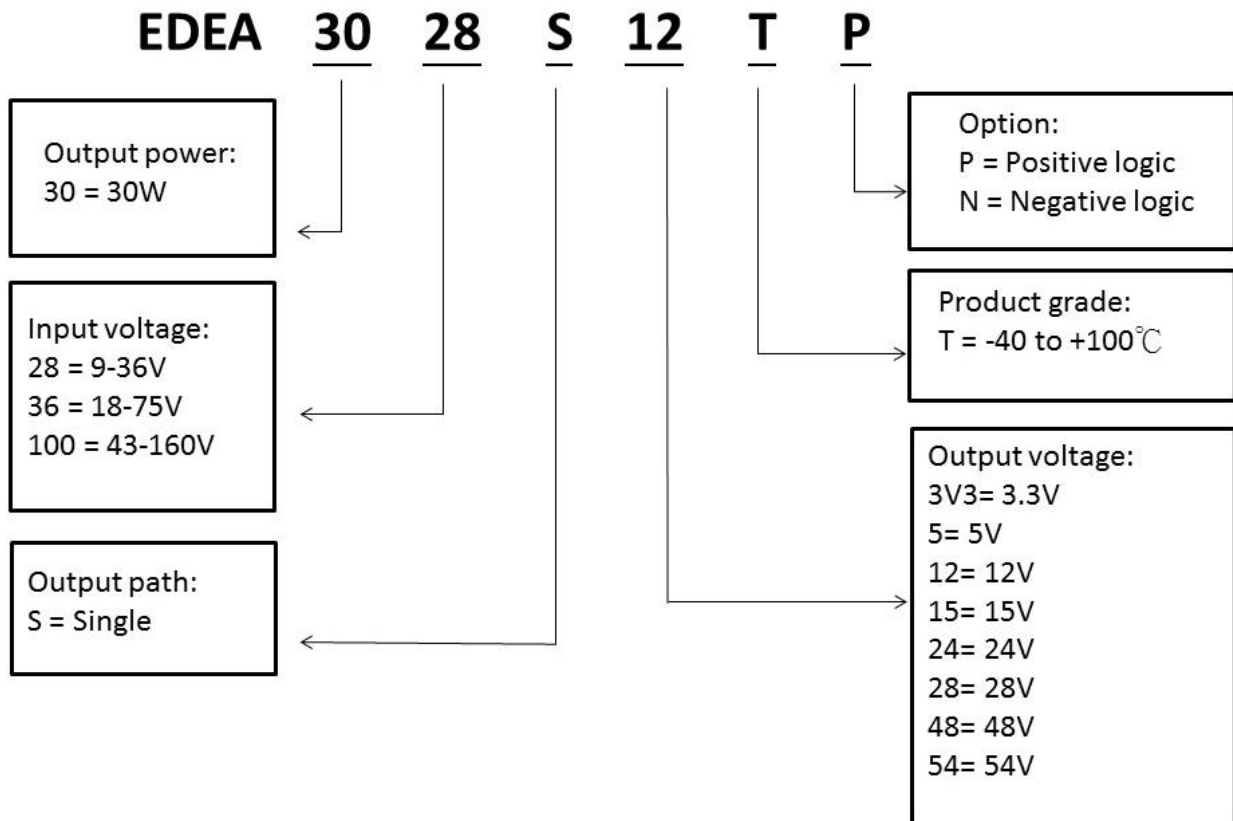 EDEA 30 28 S 12 T P
Output power:
30 = 30W
Input voltage:
28 = 9-36V
36 = 18-75V
100 = 43-160V
Output path:
S = Single
Option:
P = Positive logic
N = Negative logic
Product grade:
T = -40 to +100℃
Output voltage:
3V3= 3.3V
5= 5V
12= 12V
15= 15V
24= 24V
28= 28V
48= 48V
54= 54V